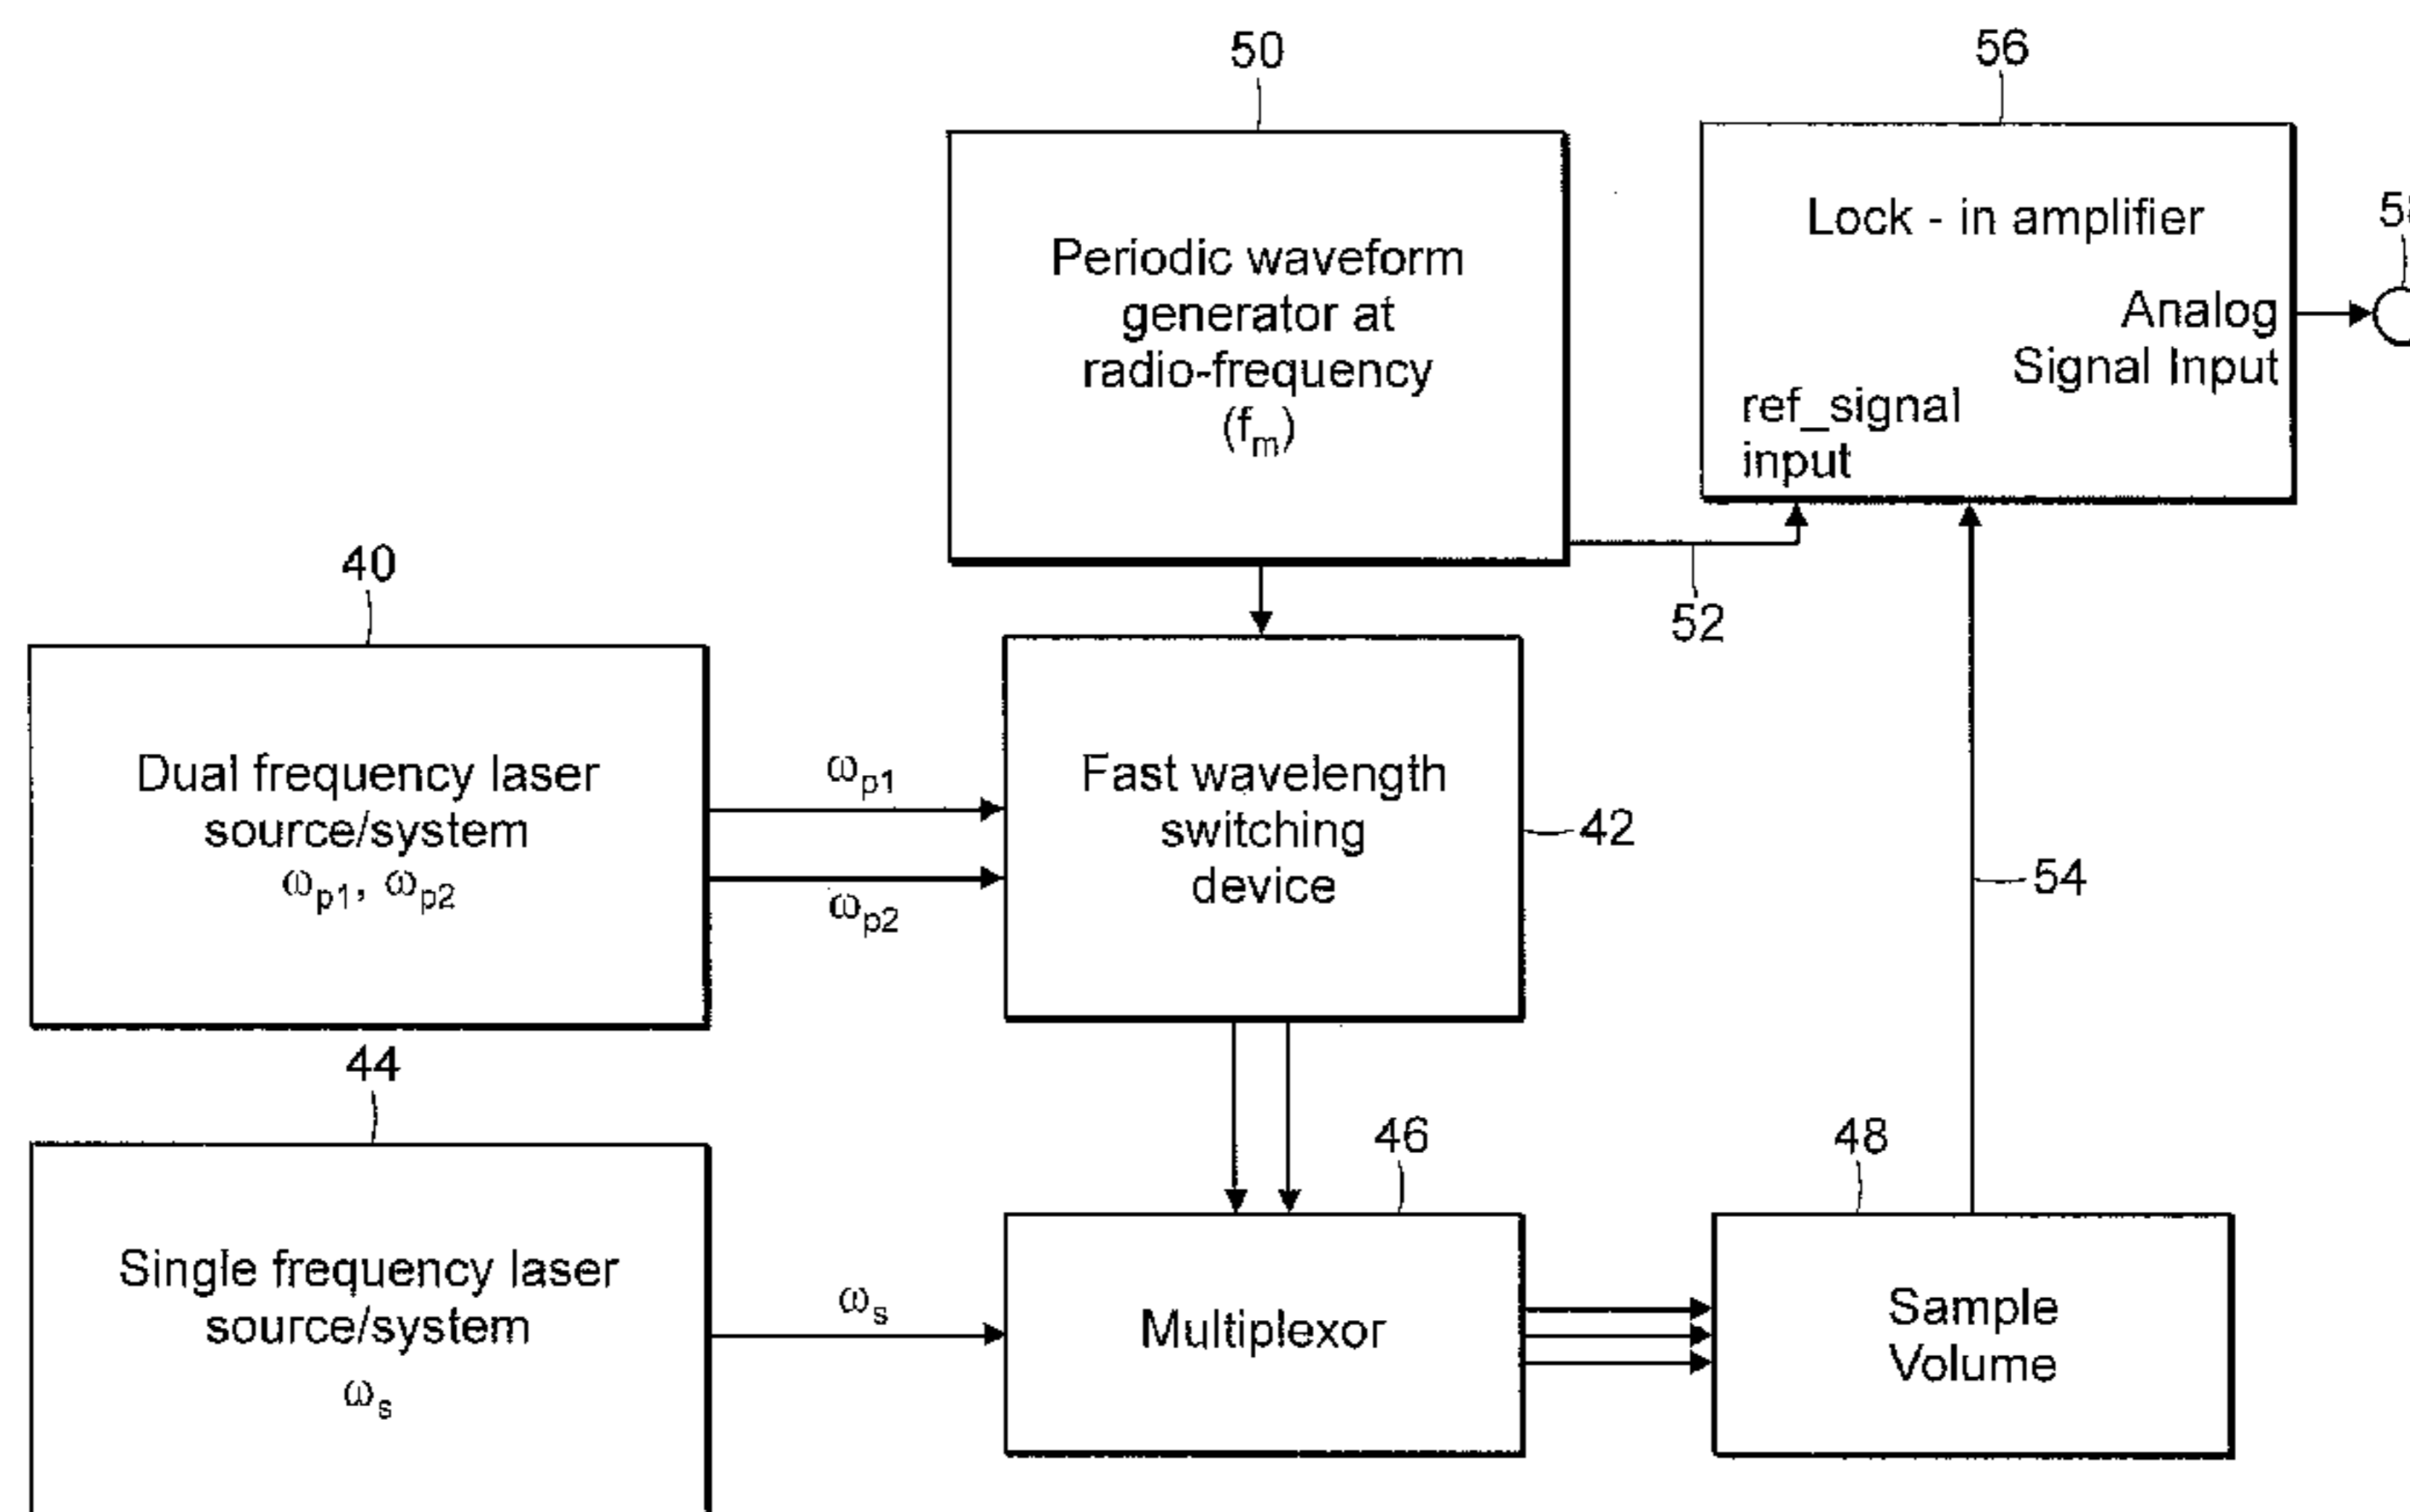 50
56
Periodic waveform
generator at
radio-frequency
(fm)
Lock - in amplifier
Analog
Signal Input
ref_signal
input
52
40
Dual frequency laser
source/system
ωp1, ωp2
ωp1
ωp2
Fast wavelength
switching
device
42
54
44
Single frequency laser
source/system
ωs
ωs
46
Multiplexor
48
Sample
Volume